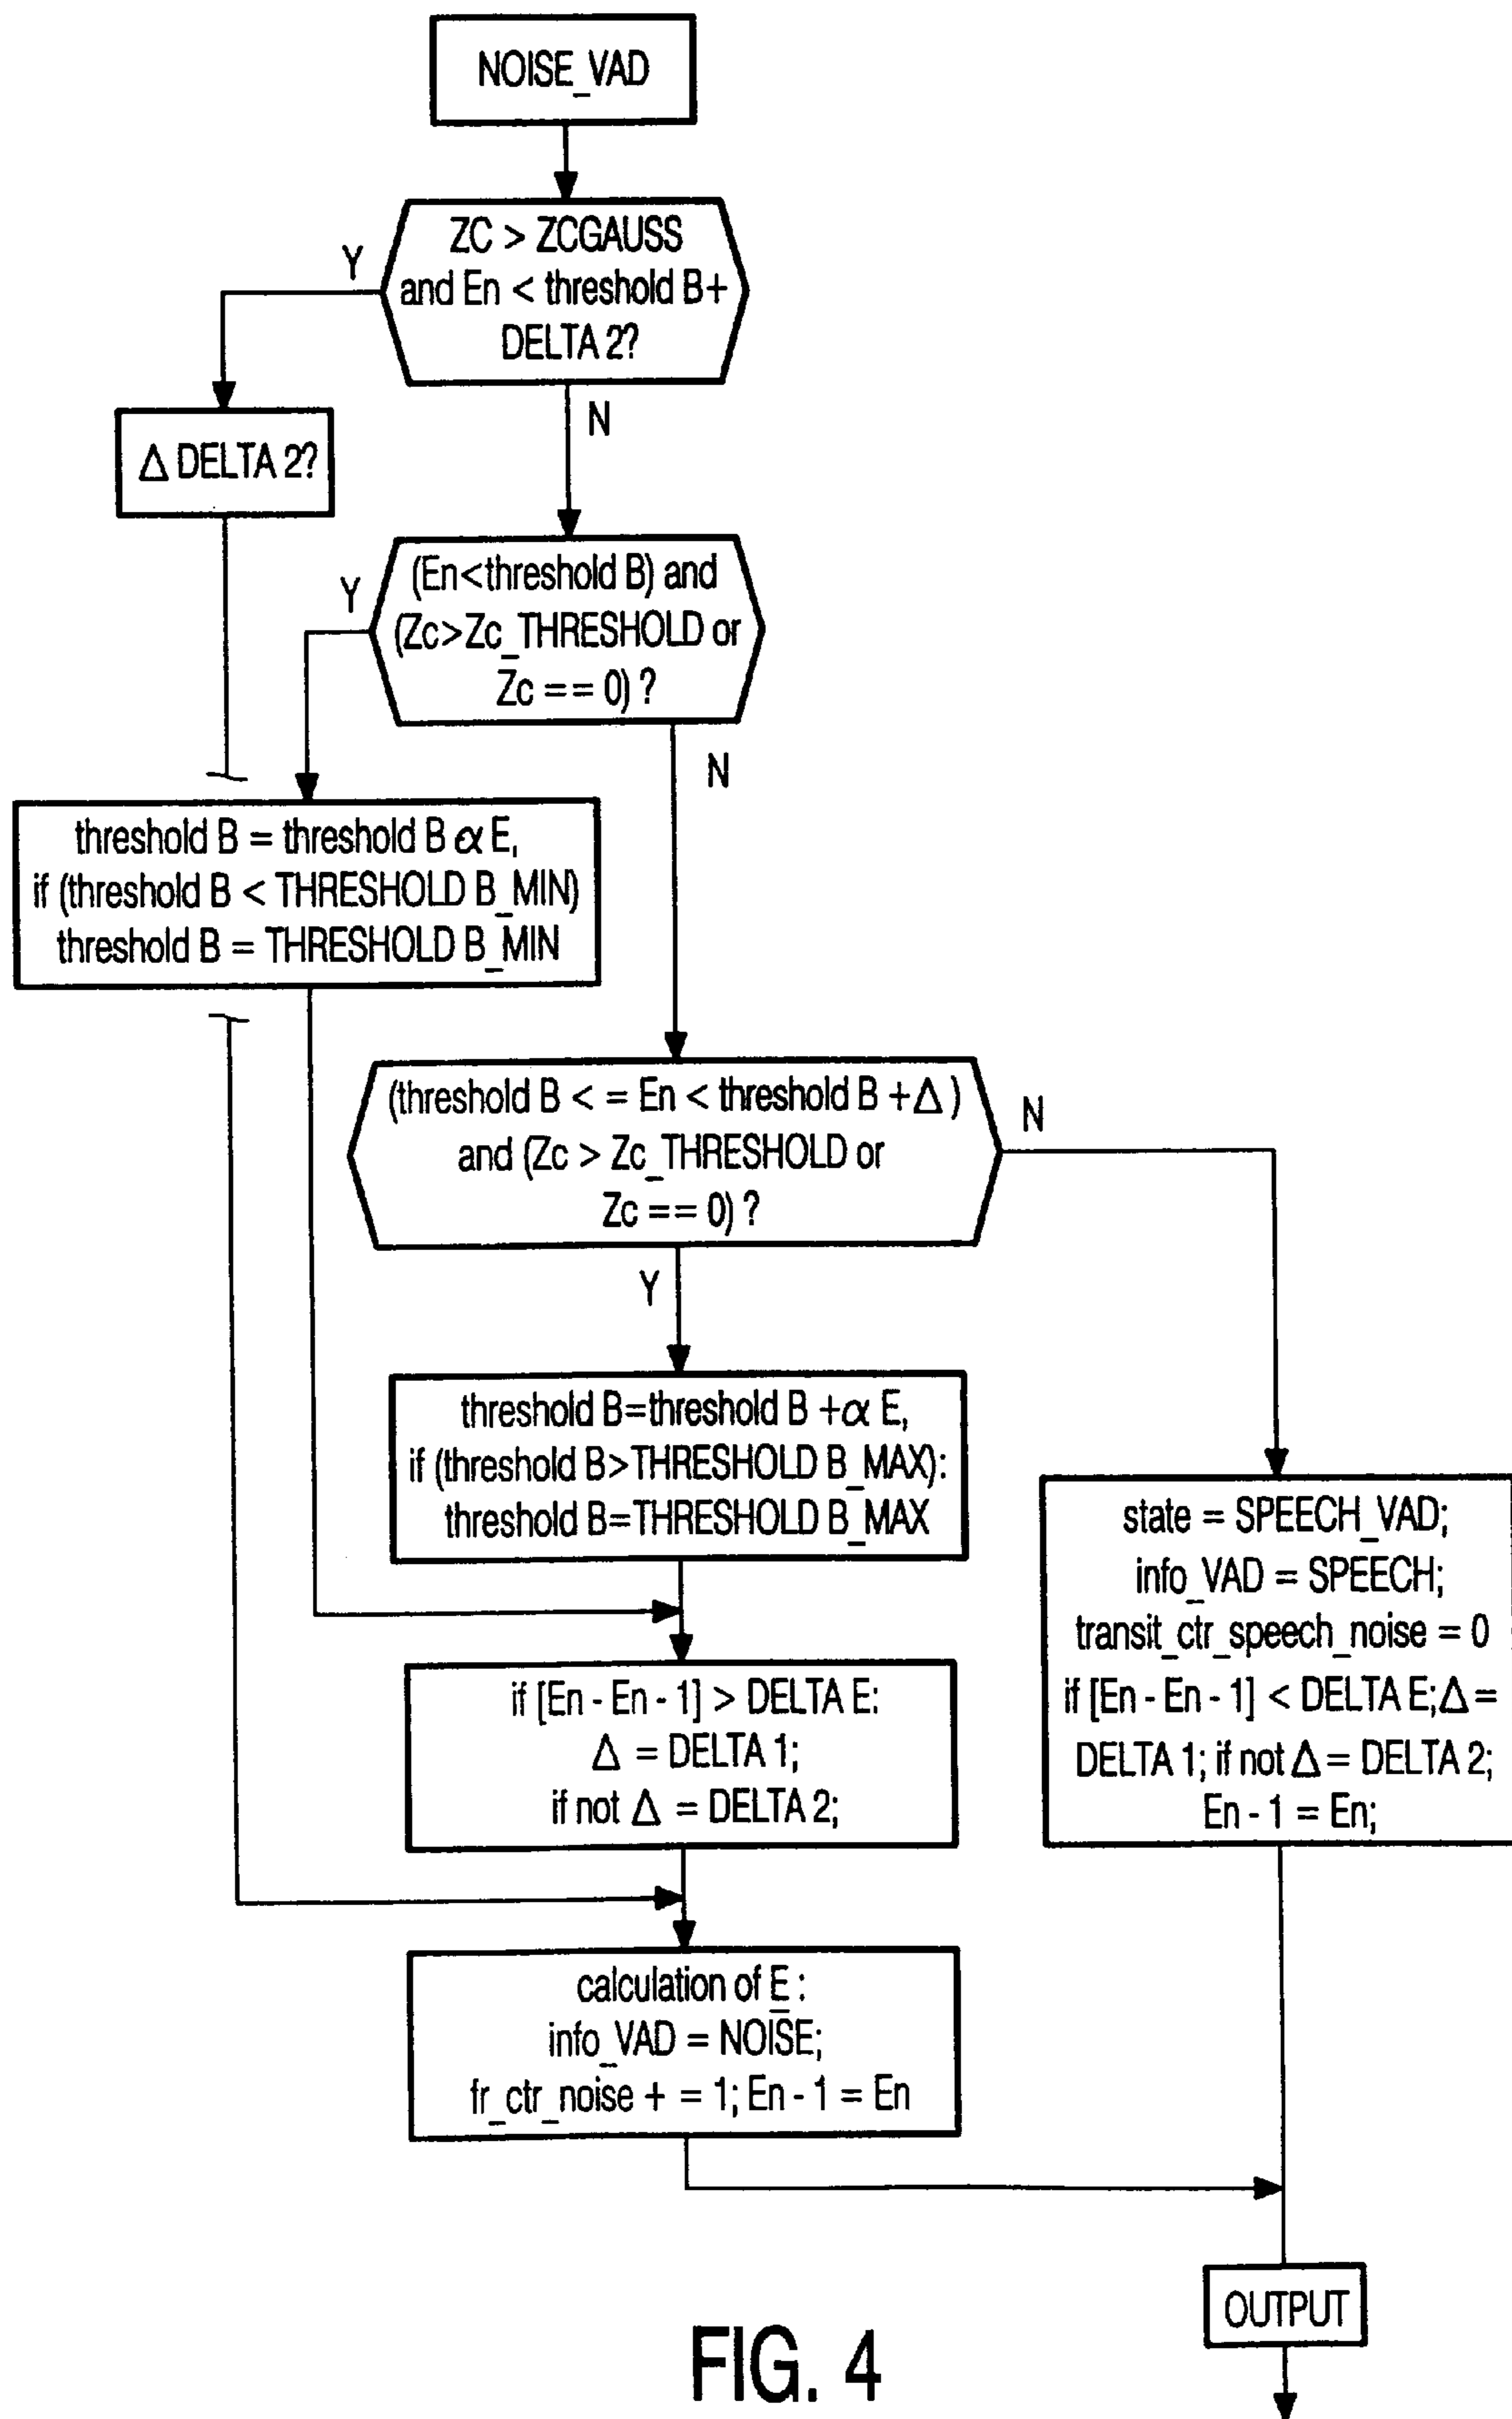 NOISE_VAD
ZC > ZCGAUSS
and En < threshold B+
DELTA 2?
Y
N
Δ DELTA 2?
(En<threshold B) and
(Zc>Zc_THRESHOLD or
Zc == 0) ?
Y
N
threshold B = threshold B α E,
if (threshold B < THRESHOLD B_MIN)
threshold B = THRESHOLD B_MIN
(threshold B < = En < threshold B +Δ )
and (Zc > Zc_THRESHOLD or
Zc == 0) ?
N
Y
threshold B=threshold B +α E,
if (threshold B>THRESHOLD B_MAX):
threshold B=THRESHOLD B_MAX
state = SPEECH_VAD;
info_VAD = SPEECH;
transit_ctr_speech_noise = 0
if [En - En - 1] < DELTA E; Δ =
DELTA 1; if not Δ = DELTA 2;
En - 1 = En;
if [En - En - 1] > DELTA E:
Δ = DELTA 1;
if not Δ = DELTA 2;
calculation of E :
info_VAD = NOISE;
fr_ctr_noise + = 1; En - 1 = En
OUTPUT
FIG. 4